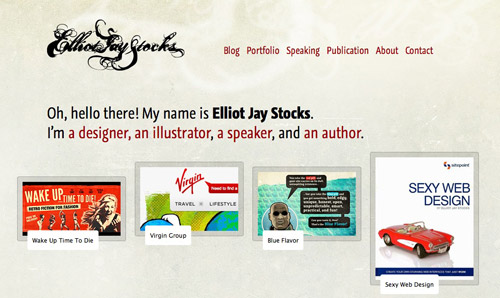 Elliot Jay Stocks
Blog Portfolio Speaking Publication About Contact
Oh, hello there! My name is Elliot Jay Stocks.
I'm a designer, an illustrator, a speaker, and an author.
WAKE UP TIME TO DIE!
RETRO FICTION FOR FASHION
Wake Up Time To Die
Virgin
Need to find a
TRAVEL LIFESTYLE
Virgin Group
Blue Flavor
sitepoint
SEXY WEB
DESIGN
Sexy Web Design